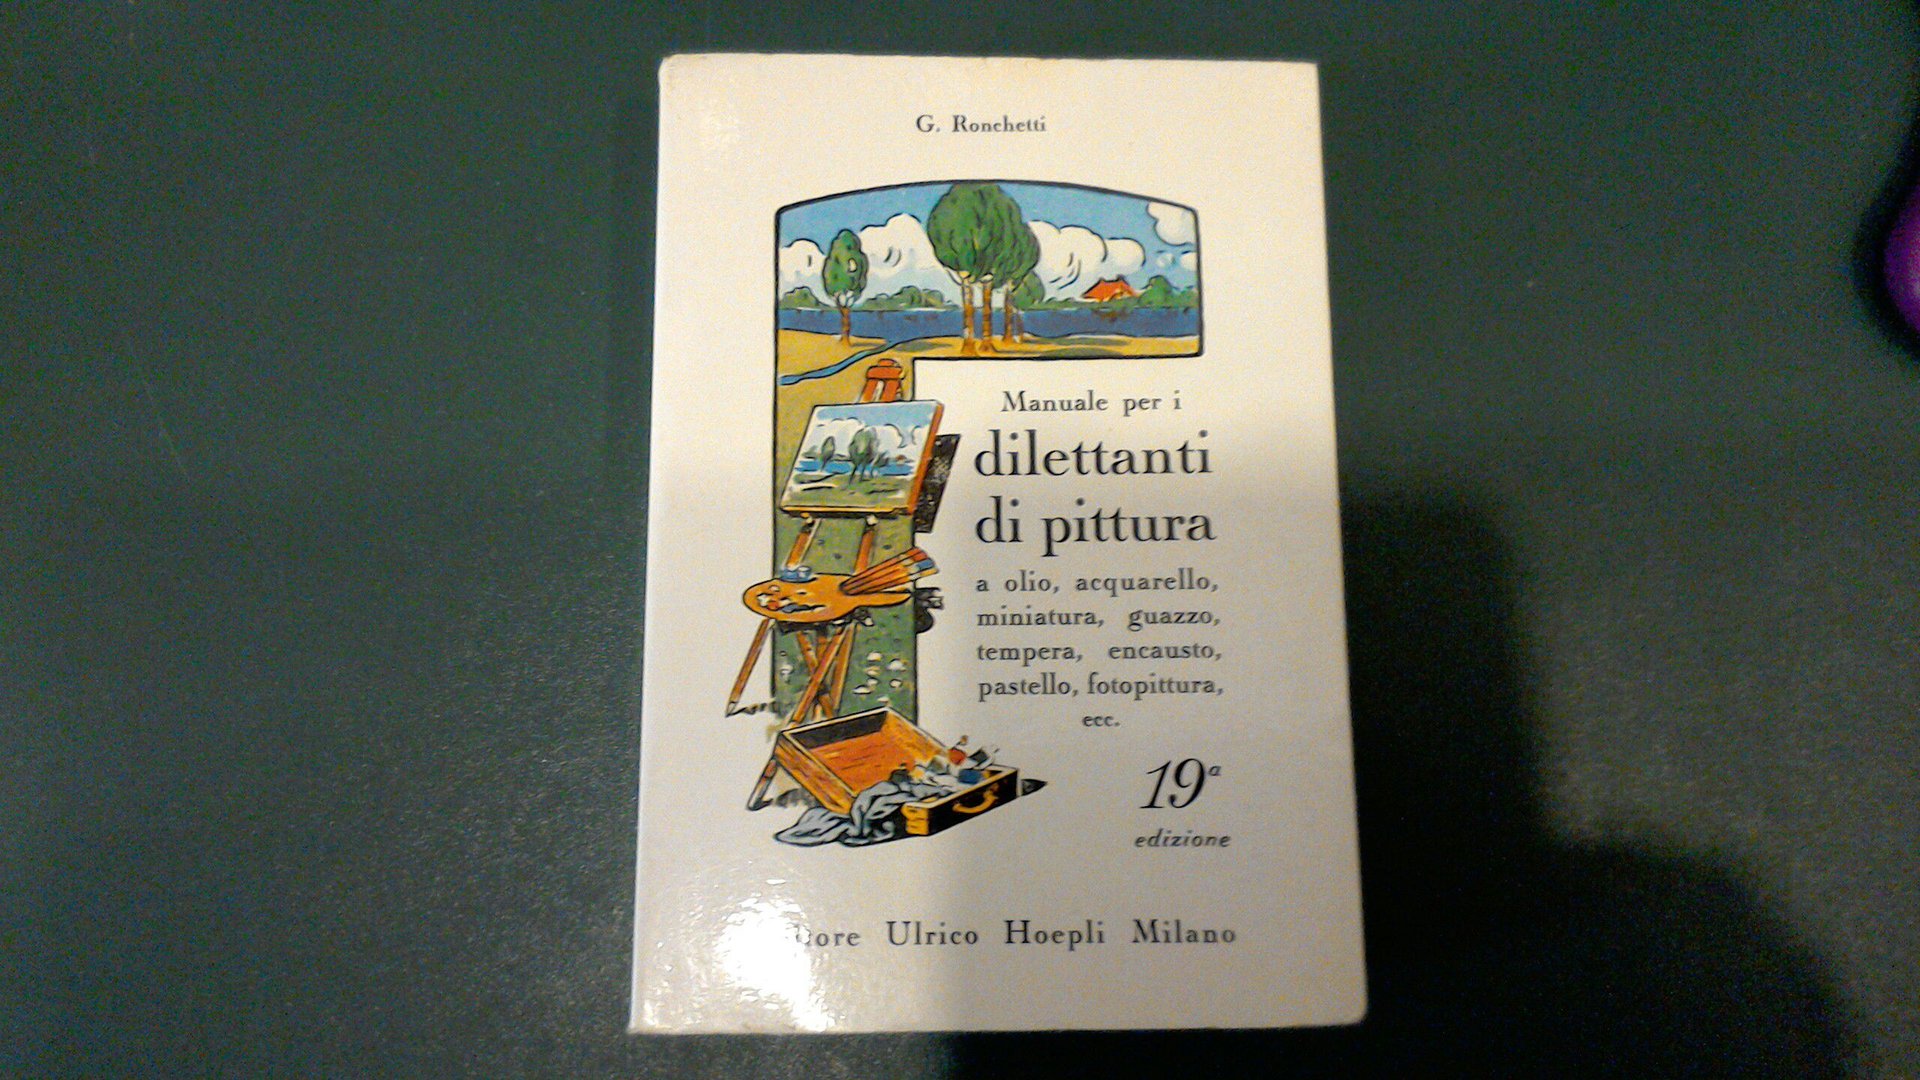 G. Ronchetti
Manuale per i
dilettanti
di pittura
a olio, acquarello,
miniatura, guazzo,
tempera, encausto,
pastello, fotopittura,
ecc.
19ª
edizione
Ulrico Hoepli Milano